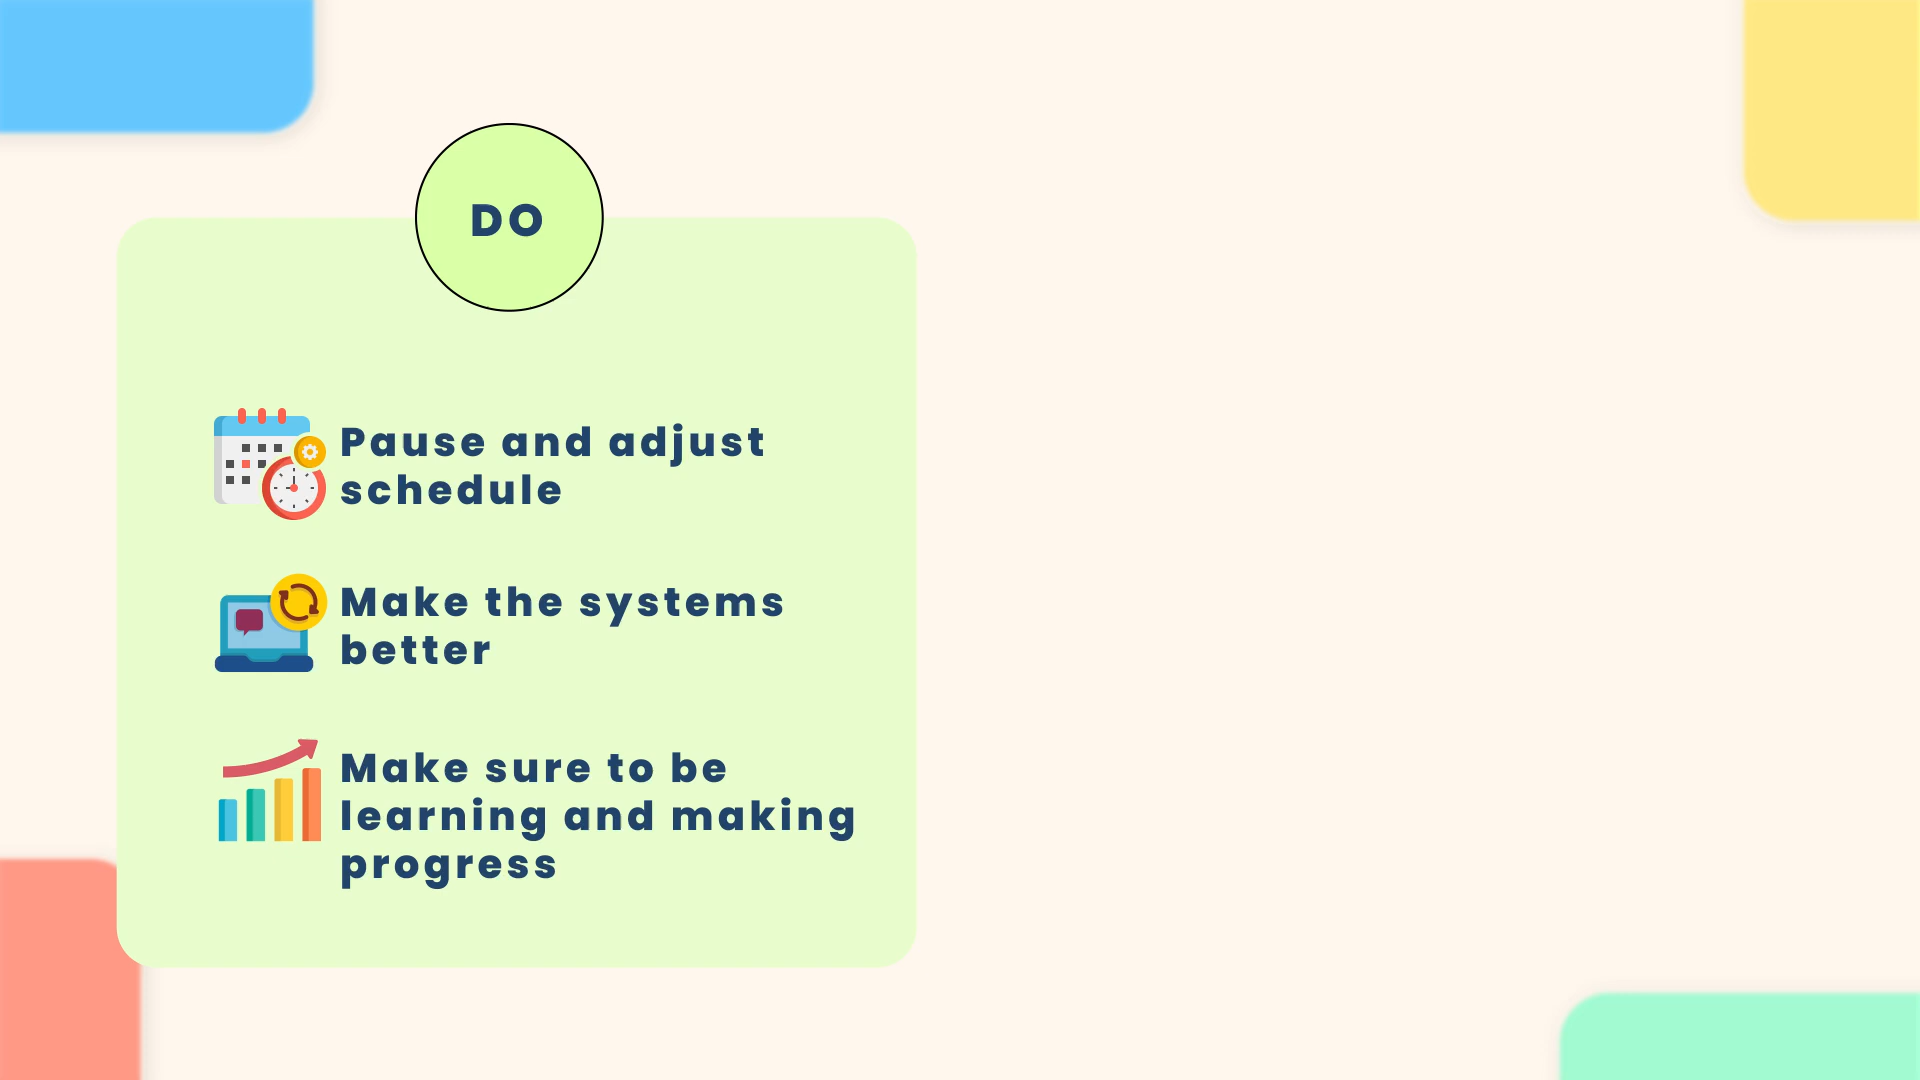 DO
Pause and adjust
schedule
Make the systems
better
Make sure to be
learning and making
progress